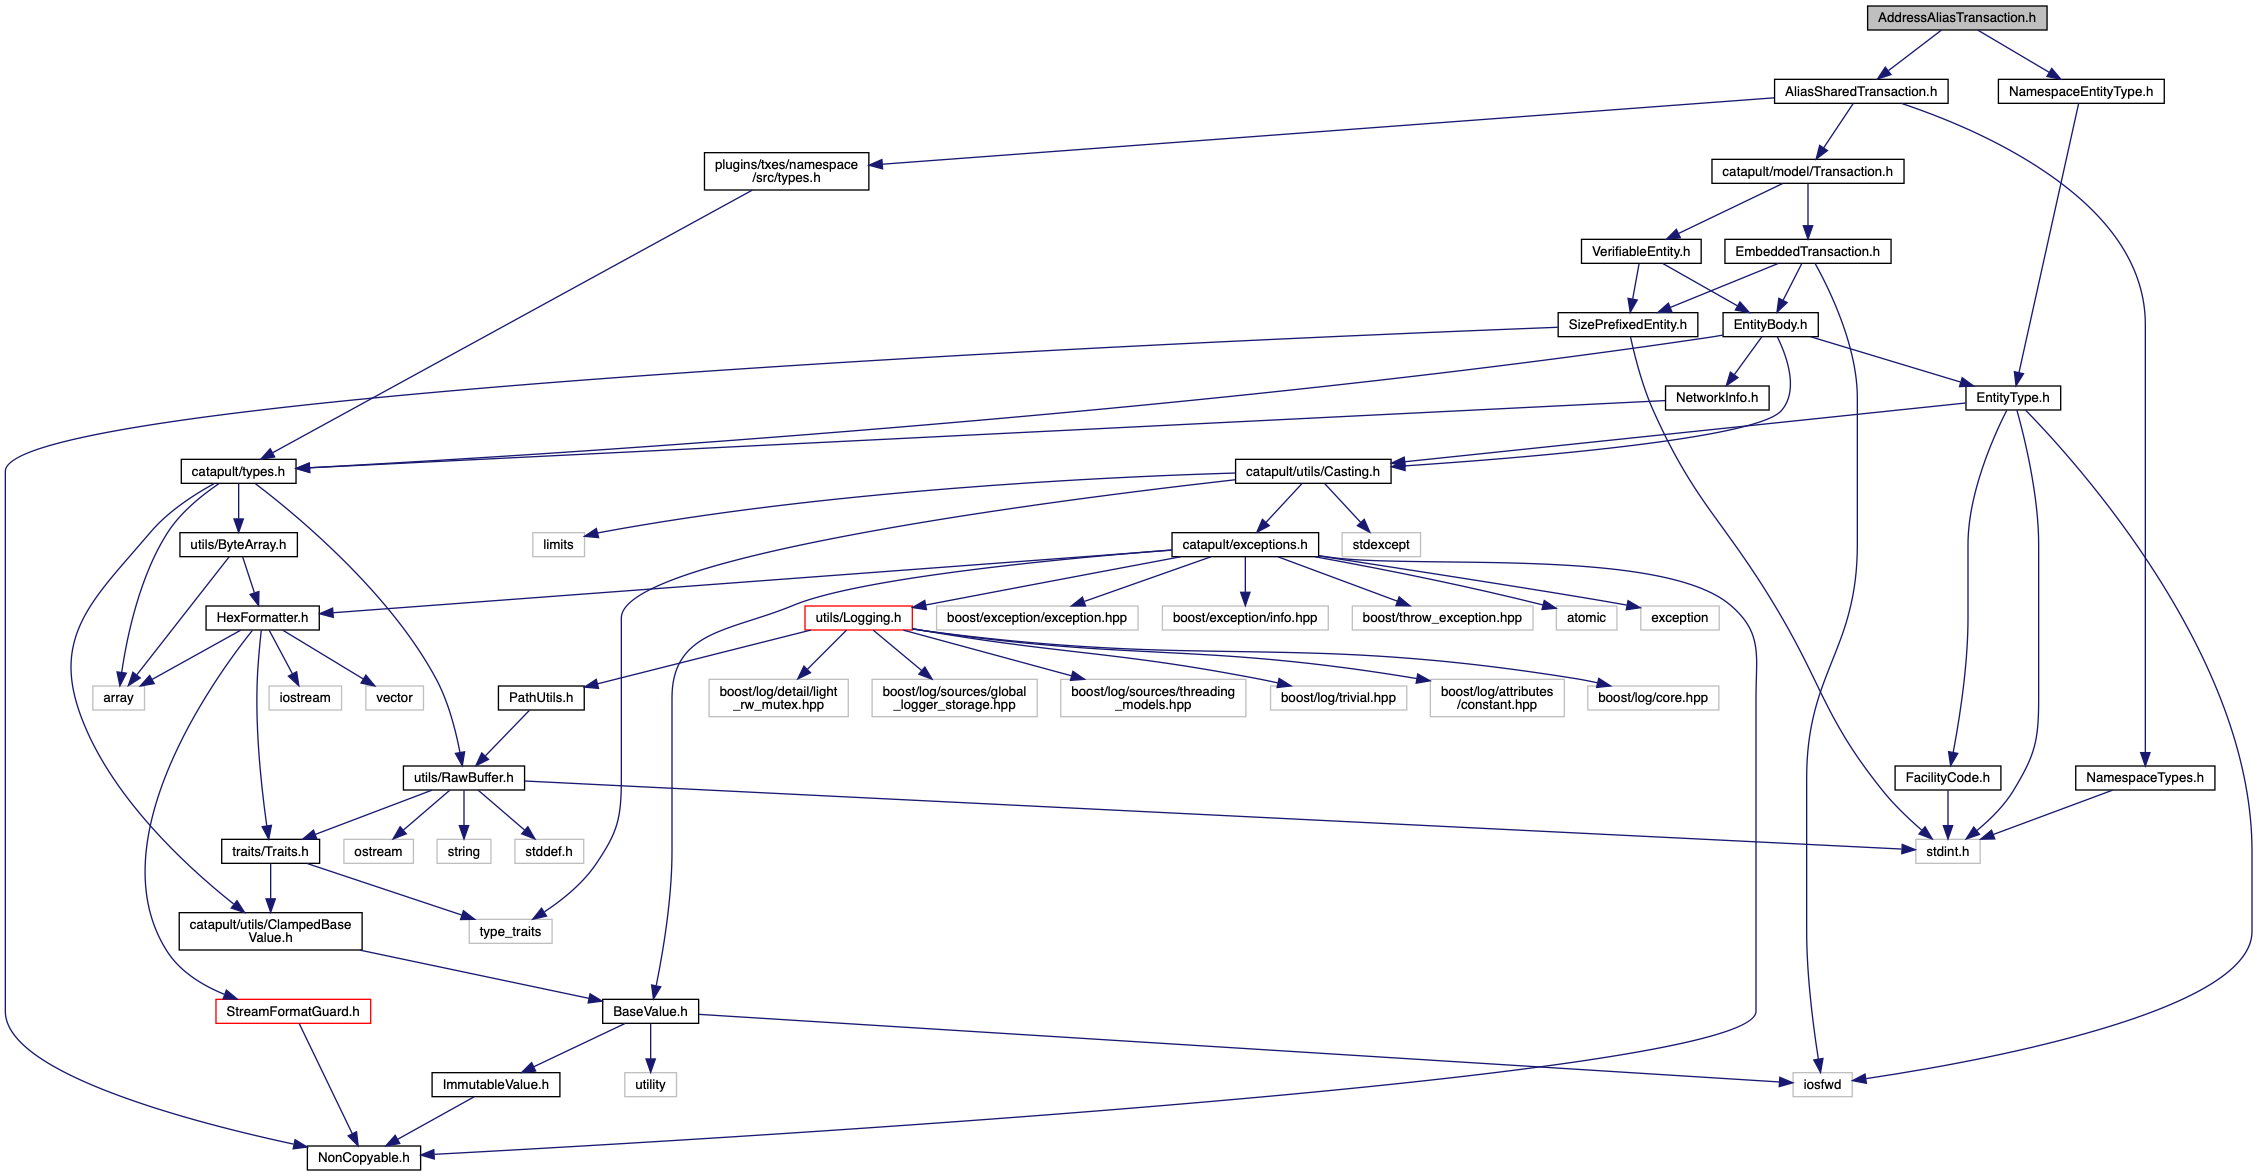 AddressAliasTransaction.h
AliasSharedTransaction.h
NamespaceEntityType.h
plugins/txes/namespace
/src/types.h
catapult/model/Transaction.h
VerifiableEntity.h
EmbeddedTransaction.h
SizePrefixedEntity.h
EntityBody.h
NetworkInfo.h
EntityType.h
catapult/types.h
catapult/utils/Casting.h
utils/ByteArray.h
limits
catapult/exceptions.h
stdexcept
HexFormatter.h
utils/Logging.h
boost/exception/exception.hpp
boost/exception/info.hpp
boost/throw_exception.hpp
atomic
exception
array
iostream
vector
PathUtils.h
boost/log/detail/light
_rw_mutex.hpp
boost/log/sources/global
_logger_storage.hpp
boost/log/sources/threading
_models.hpp
boost/log/trivial.hpp
boost/log/attributes
/constant.hpp
boost/log/core.hpp
utils/RawBuffer.h
FacilityCode.h
NamespaceTypes.h
traits/Traits.h
ostream
string
stddef.h
stdint.h
catapult/utils/ClampedBase
Value.h
type_traits
StreamFormatGuard.h
BaseValue.h
ImmutableValue.h
utility
iosfwd
NonCopyable.h